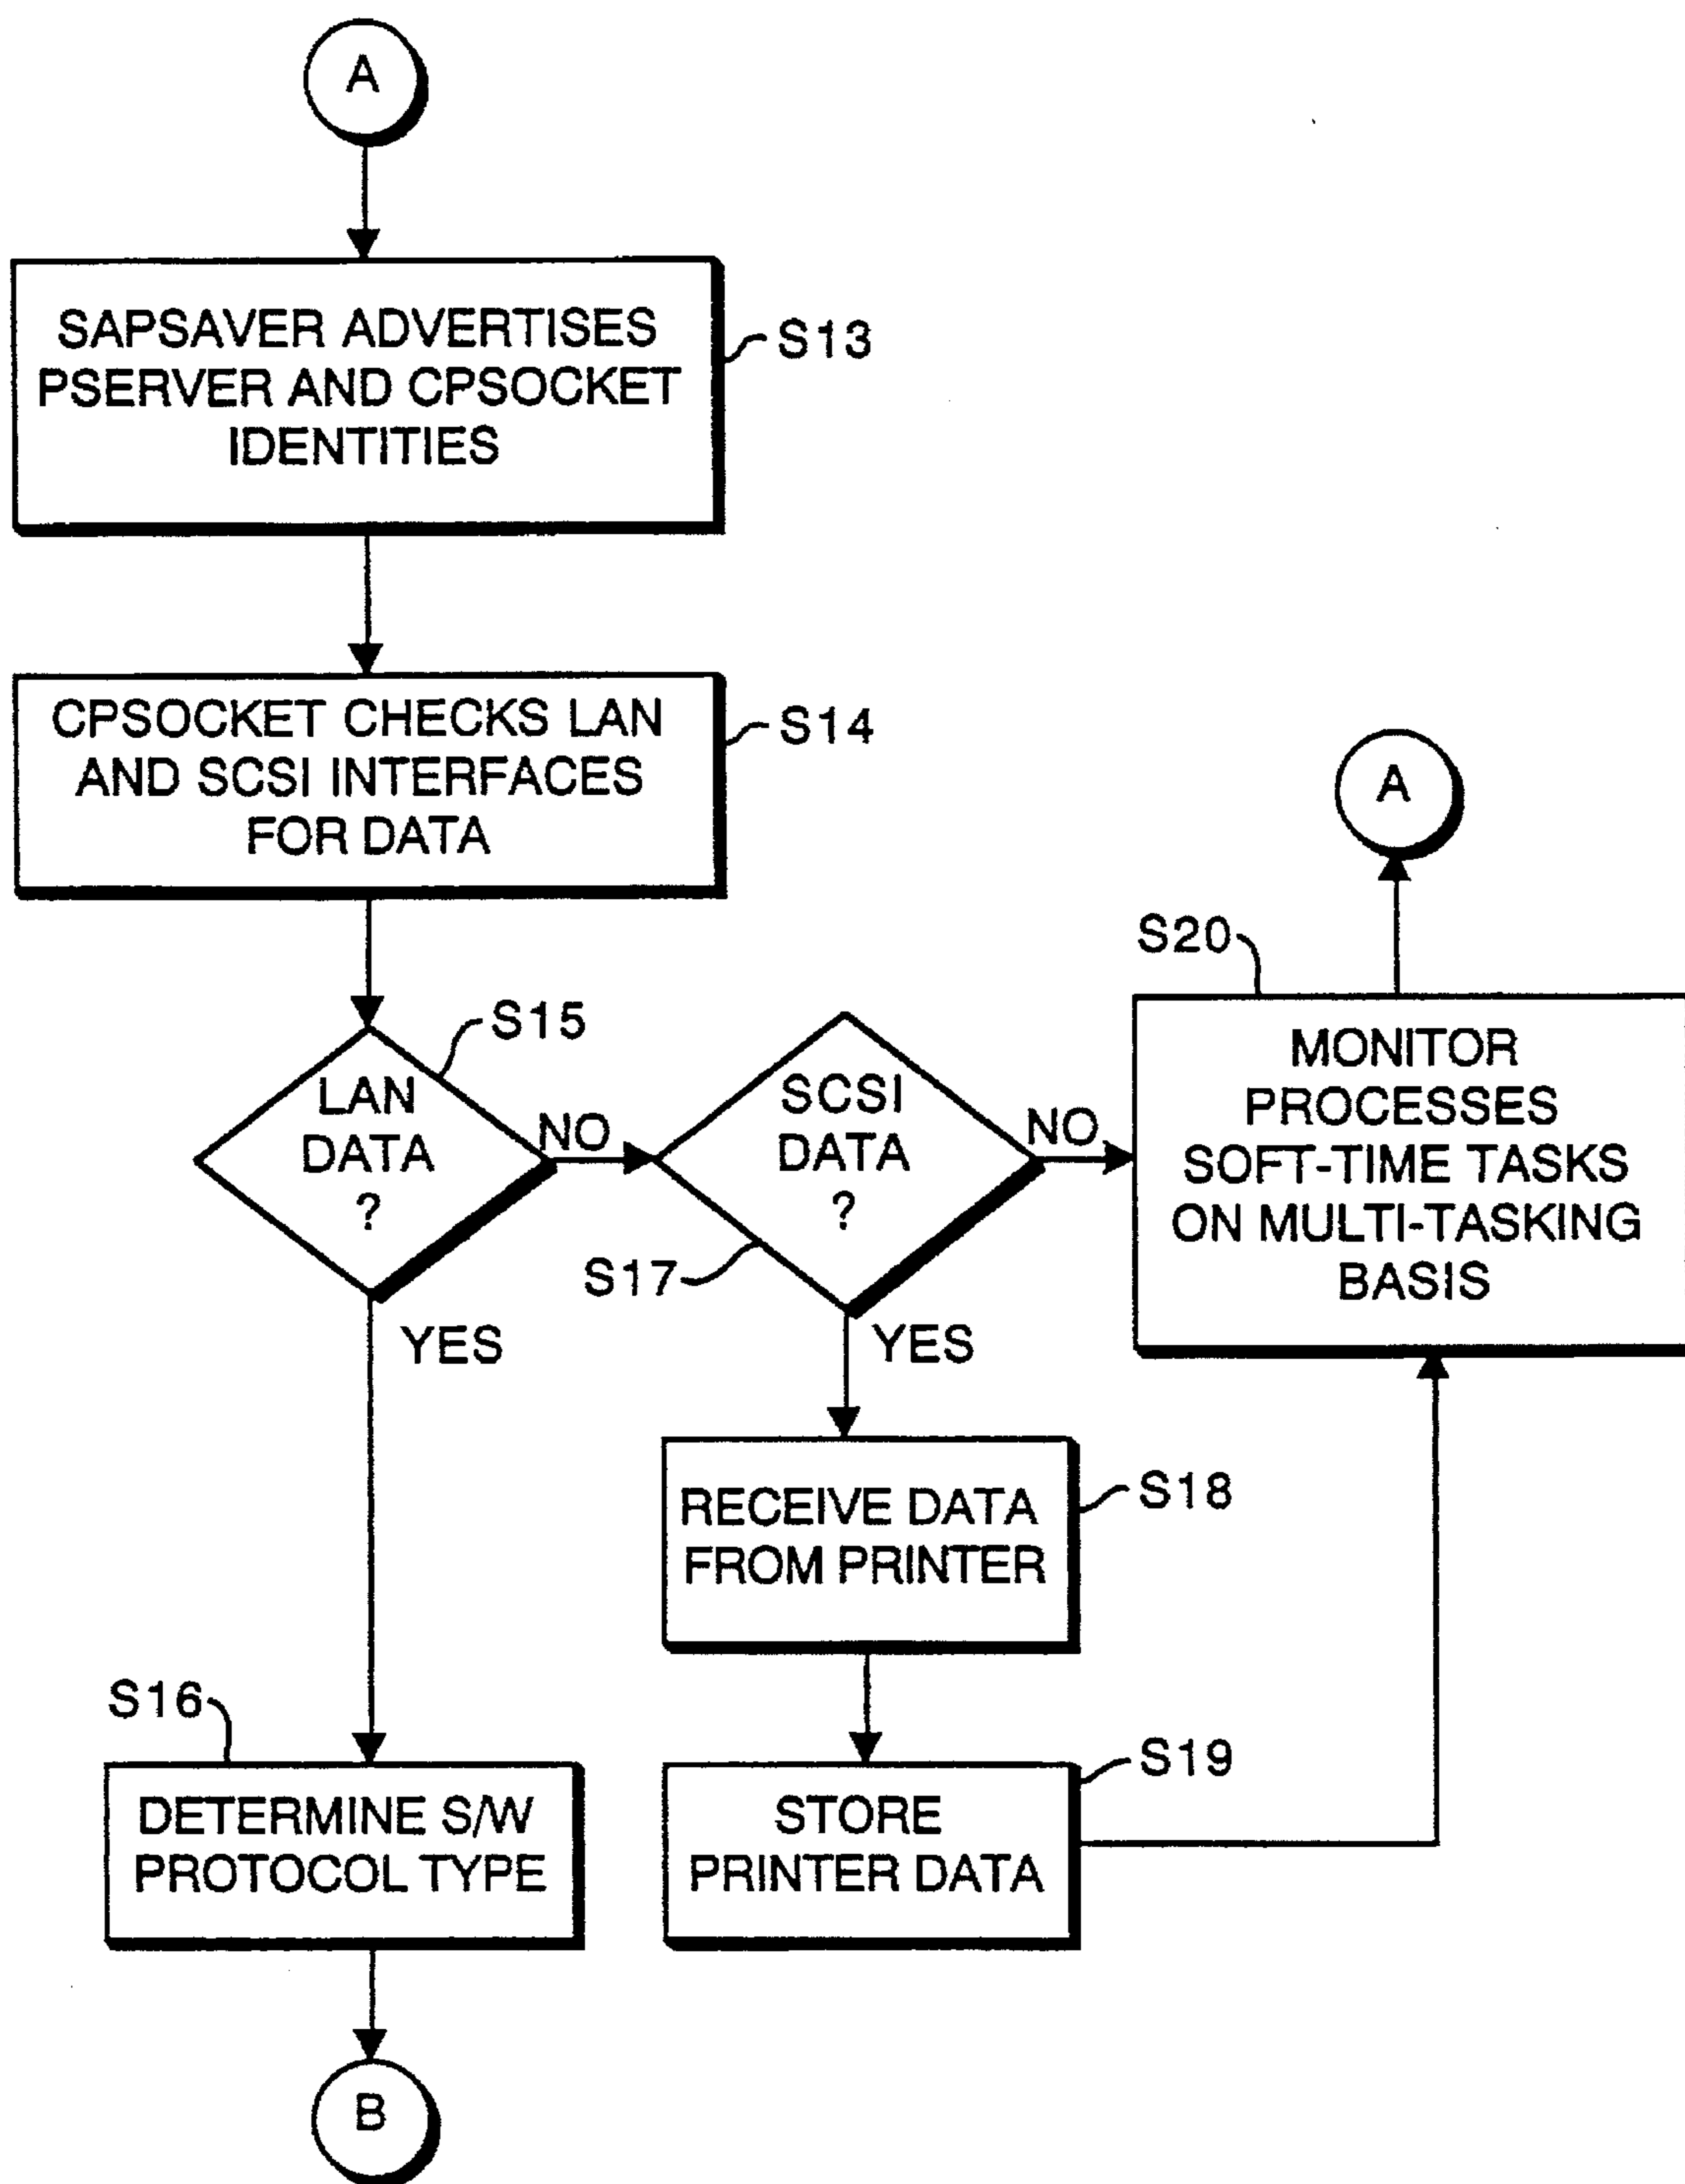 A
SAPSAVER ADVERTISES
PSERVER AND CPSOCKET
IDENTITIES
S13
CPSOCKET CHECKS LAN
AND SCSI INTERFACES
FOR DATA
S14
A
S20
MONITOR
PROCESSES
SOFT-TIME TASKS
ON MULTI-TASKING
BASIS
S15
LAN
DATA
?
NO
SCSI
DATA
?
NO
S17
YES
YES
RECEIVE DATA
FROM PRINTER
S18
S16
DETERMINE S/W
PROTOCOL TYPE
STORE
PRINTER DATA
S19
B